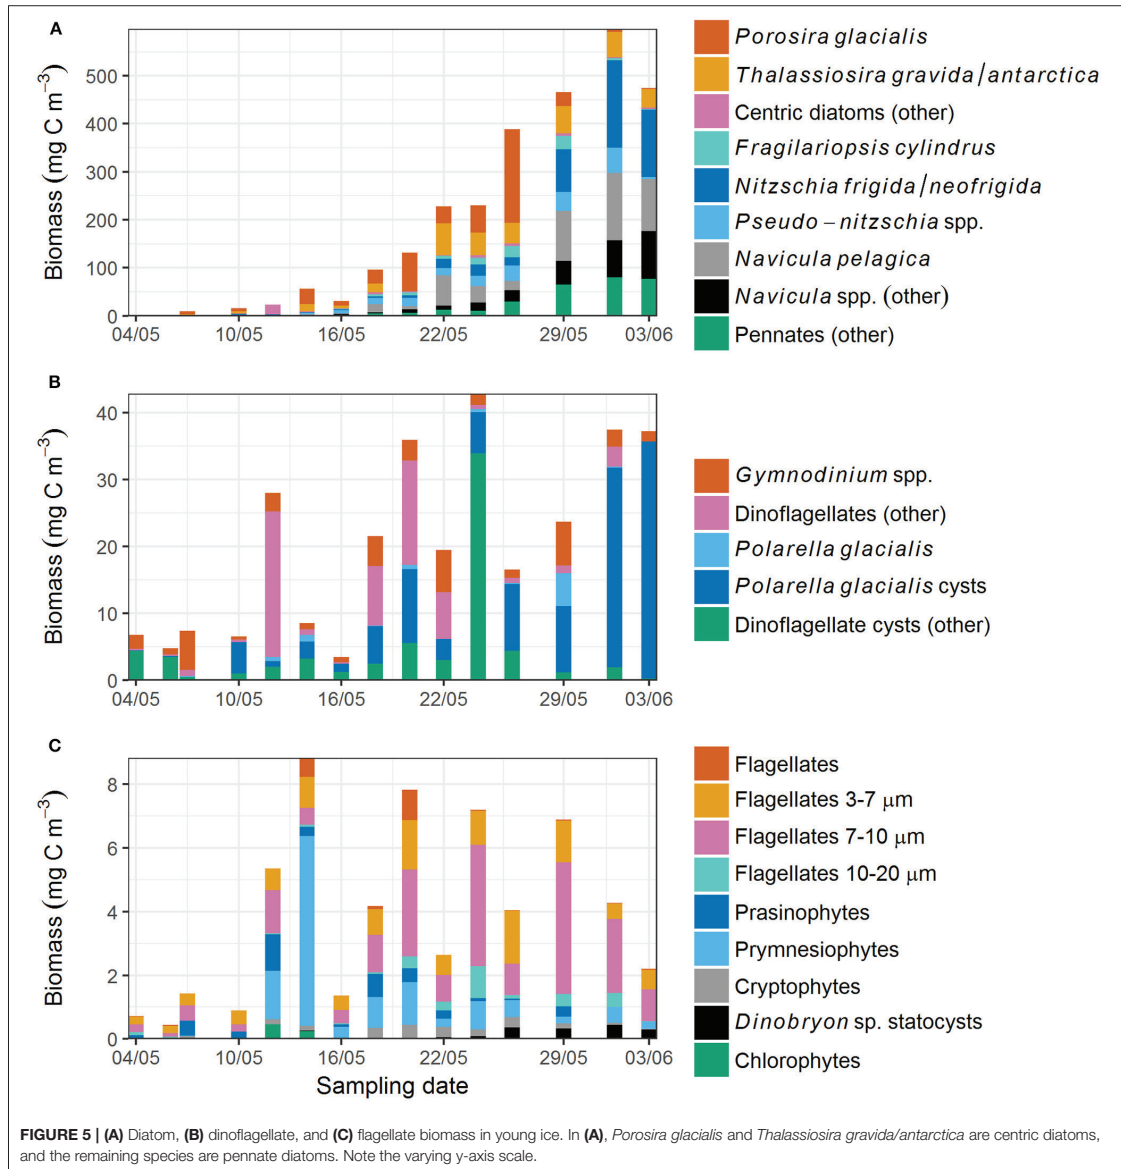 A
Biomass (mg C m⁻³)
500
400
300
200
100
0
04/05 10/05 16/05 22/05 29/05 03/06
Porosira glacialis
Thalassiosira gravida/antarctica
Centric diatoms (other)
Fragilariopsis cylindrus
Nitzschia frigida/neofrigida
Pseudo – nitzschia spp.
Navicula pelagica
Navicula spp. (other)
Pennates (other)
B
Biomass (mg C m⁻³)
40
30
20
10
0
04/05 10/05 16/05 22/05 29/05 03/06
Gymnodinium spp.
Dinoflagellates (other)
Polarella glacialis
Polarella glacialis cysts
Dinoflagellate cysts (other)
C
Biomass (mg C m⁻³)
8
6
4
2
0
04/05 10/05 16/05 22/05 29/05 03/06
Sampling date
Flagellates
Flagellates 3-7 μm
Flagellates 7-10 μm
Flagellates 10-20 μm
Prasinophytes
Prymnesiophytes
Cryptophytes
Dinobryon sp. statocysts
Chlorophytes
FIGURE 5 | (A) Diatom, (B) dinoflagellate, and (C) flagellate biomass in young ice. In (A), Porosira glacialis and Thalassiosira gravida/antarctica are centric diatoms,
and the remaining species are pennate diatoms. Note the varying y-axis scale.